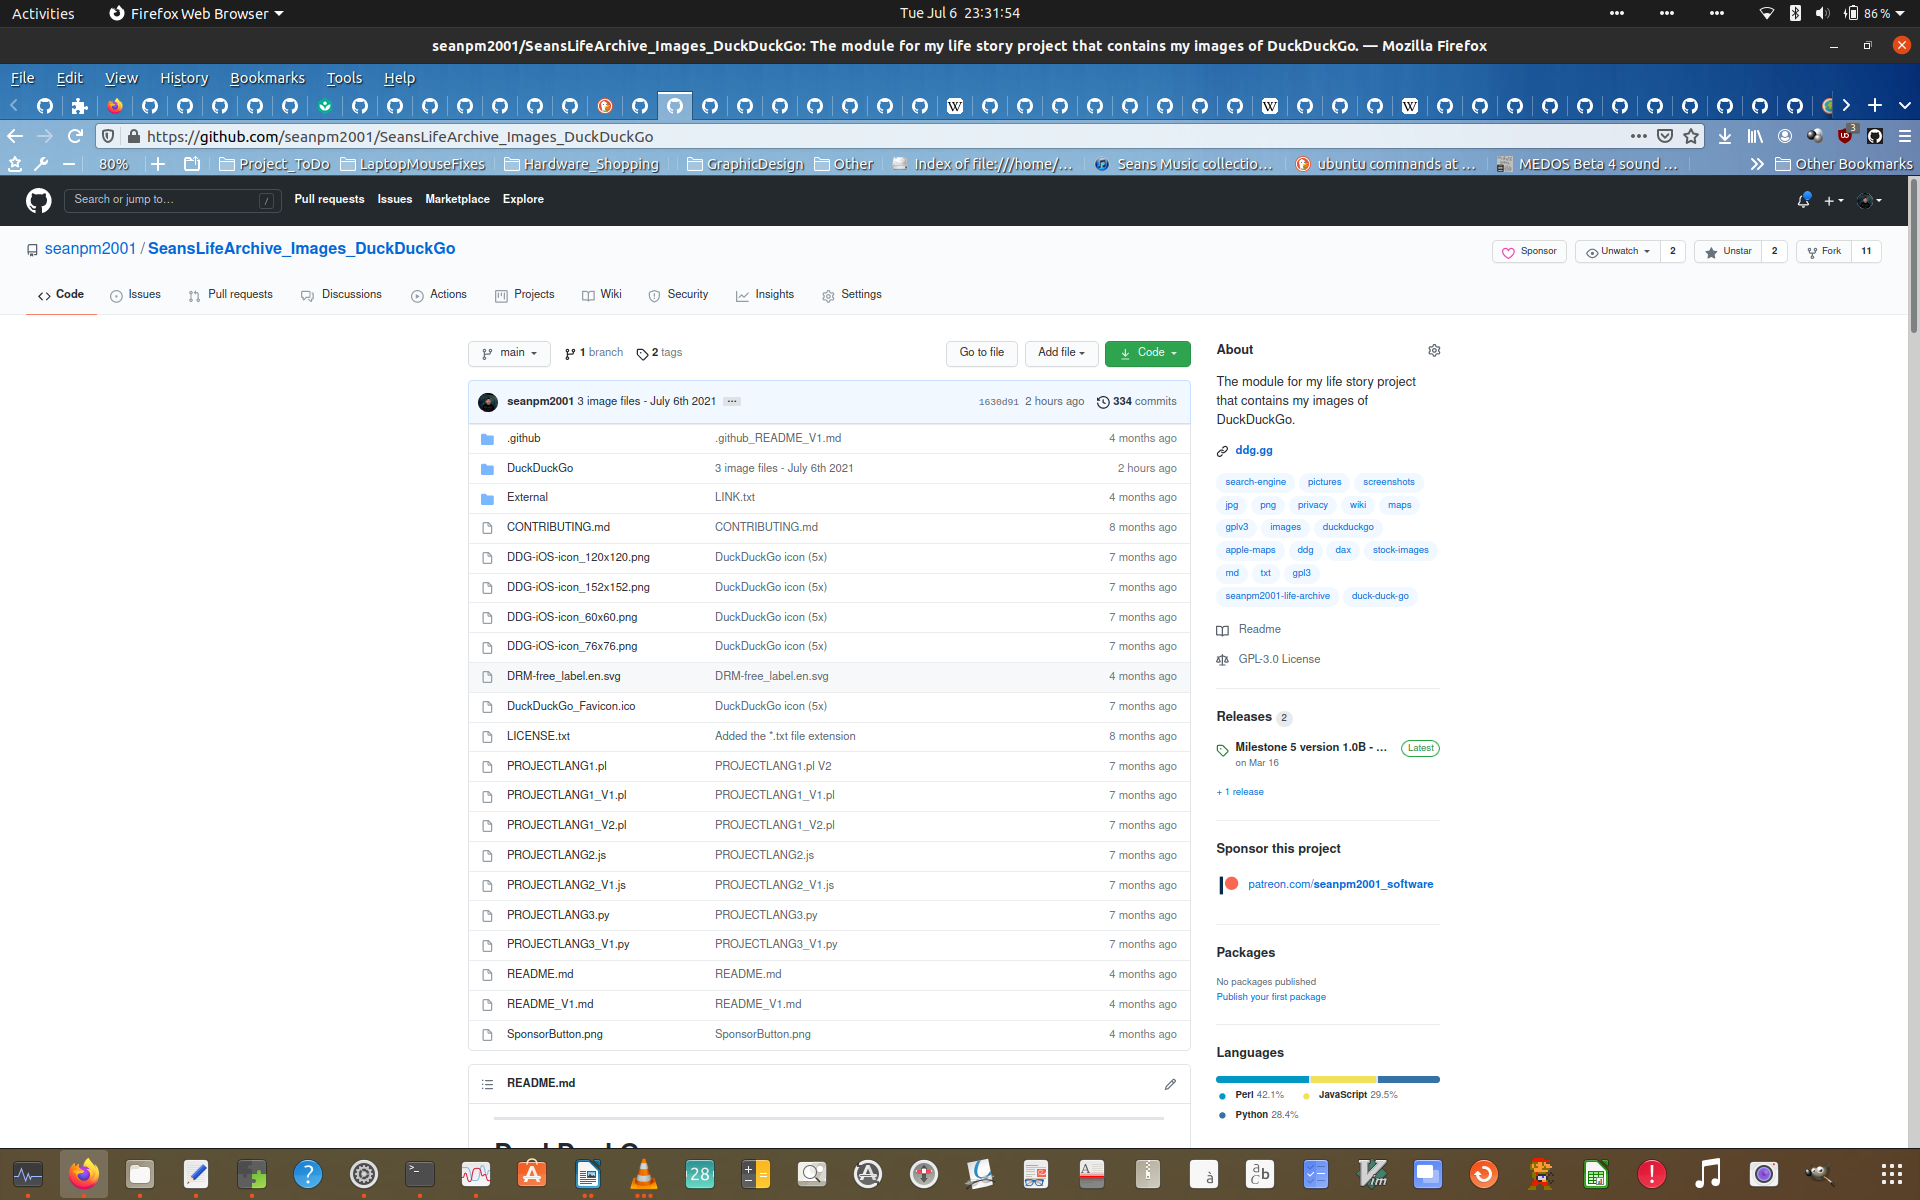 Activities Firefox Web Browser Tue Jul 6 23:31:54 86 %
seanpm2001/SeansLifeArchive_Images_DuckDuckGo: The module for my life story project that contains my images of DuckDuckGo. — Mozilla Firefox
File Edit View History Bookmarks Tools Help
https://github.com/seanpm2001/SeansLifeArchive_Images_DuckDuckGo 3
80% Project_ToDo LaptopMouseFixes Hardware_Shopping GraphicDesign Other Index of file:///home/... Seans Music collectio... ubuntu commands at ... MEDOS Beta 4 sound ... Other Bookmarks
Search or jump to... / Pull requests Issues Marketplace Explore
seanpm2001 / SeansLifeArchive_Images_DuckDuckGo Sponsor Unwatch 2 Unstar 2 Fork 11
Code Issues Pull requests Discussions Actions Projects Wiki Security Insights Settings
main 1 branch 2 tags Go to file Add file Code
seanpm2001 3 image files - July 6th 2021 ... 1630d91 2 hours ago 334 commits
.github .github_README_V1.md 4 months ago
DuckDuckGo 3 image files - July 6th 2021 2 hours ago
External LINK.txt 4 months ago
CONTRIBUTING.md CONTRIBUTING.md 8 months ago
DDG-iOS-icon_120x120.png DuckDuckGo icon (5x) 7 months ago
DDG-iOS-icon_152x152.png DuckDuckGo icon (5x) 7 months ago
DDG-iOS-icon_60x60.png DuckDuckGo icon (5x) 7 months ago
DDG-iOS-icon_76x76.png DuckDuckGo icon (5x) 7 months ago
DRM-free_label.en.svg DRM-free_label.en.svg 4 months ago
DuckDuckGo_Favicon.ico DuckDuckGo icon (5x) 7 months ago
LICENSE.txt Added the *.txt file extension 8 months ago
PROJECTLANG1.pl PROJECTLANG1.pl V2 7 months ago
PROJECTLANG1_V1.pl PROJECTLANG1_V1.pl 7 months ago
PROJECTLANG1_V2.pl PROJECTLANG1_V2.pl 7 months ago
PROJECTLANG2.js PROJECTLANG2.js 7 months ago
PROJECTLANG2_V1.js PROJECTLANG2_V1.js 7 months ago
PROJECTLANG3.py PROJECTLANG3.py 7 months ago
PROJECTLANG3_V1.py PROJECTLANG3_V1.py 7 months ago
README.md README.md 4 months ago
README_V1.md README_V1.md 4 months ago
SponsorButton.png SponsorButton.png 4 months ago
README.md
About
The module for my life story project
that contains my images of
DuckDuckGo.
ddg.gg
search-engine pictures screenshots
jpg png privacy wiki maps
gplv3 images duckduckgo
apple-maps ddg dax stock-images
md txt gpl3
seanpm2001-life-archive duck-duck-go
Readme
GPL-3.0 License
Releases 2
Milestone 5 version 1.0B - ... Latest
on Mar 16
+ 1 release
Sponsor this project
patreon.com/seanpm2001_software
Packages
No packages published
Publish your first package
Languages
Perl 42.1% JavaScript 29.5%
Python 28.4%
28